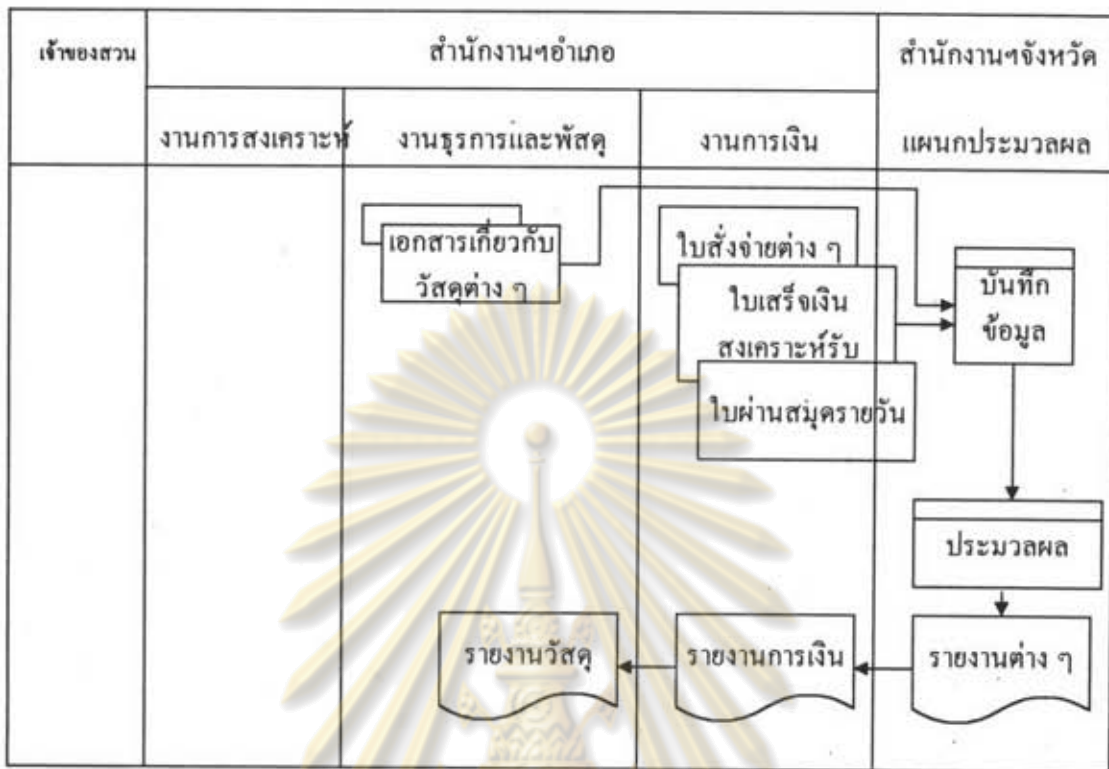 เจ้าของสวน
สำนักงานฯอำเภอ
สำนักงานฯจังหวัด
งานการสงเคราะห์
งานธุรการและพัสดุ
งานการเงิน
แผนกประมวลผล
เอกสารเกี่ยวกับ
วัสดุต่าง ๆ
ใบสั่งจ่ายต่าง ๆ
ใบเสร็จเงิน
สงเคราะห์รับ
ใบผ่านสมุดรายวัน
บันทึก
ข้อมูล
ประมวลผล
รายงานวัสดุ
รายงานการเงิน
รายงานต่าง ๆ